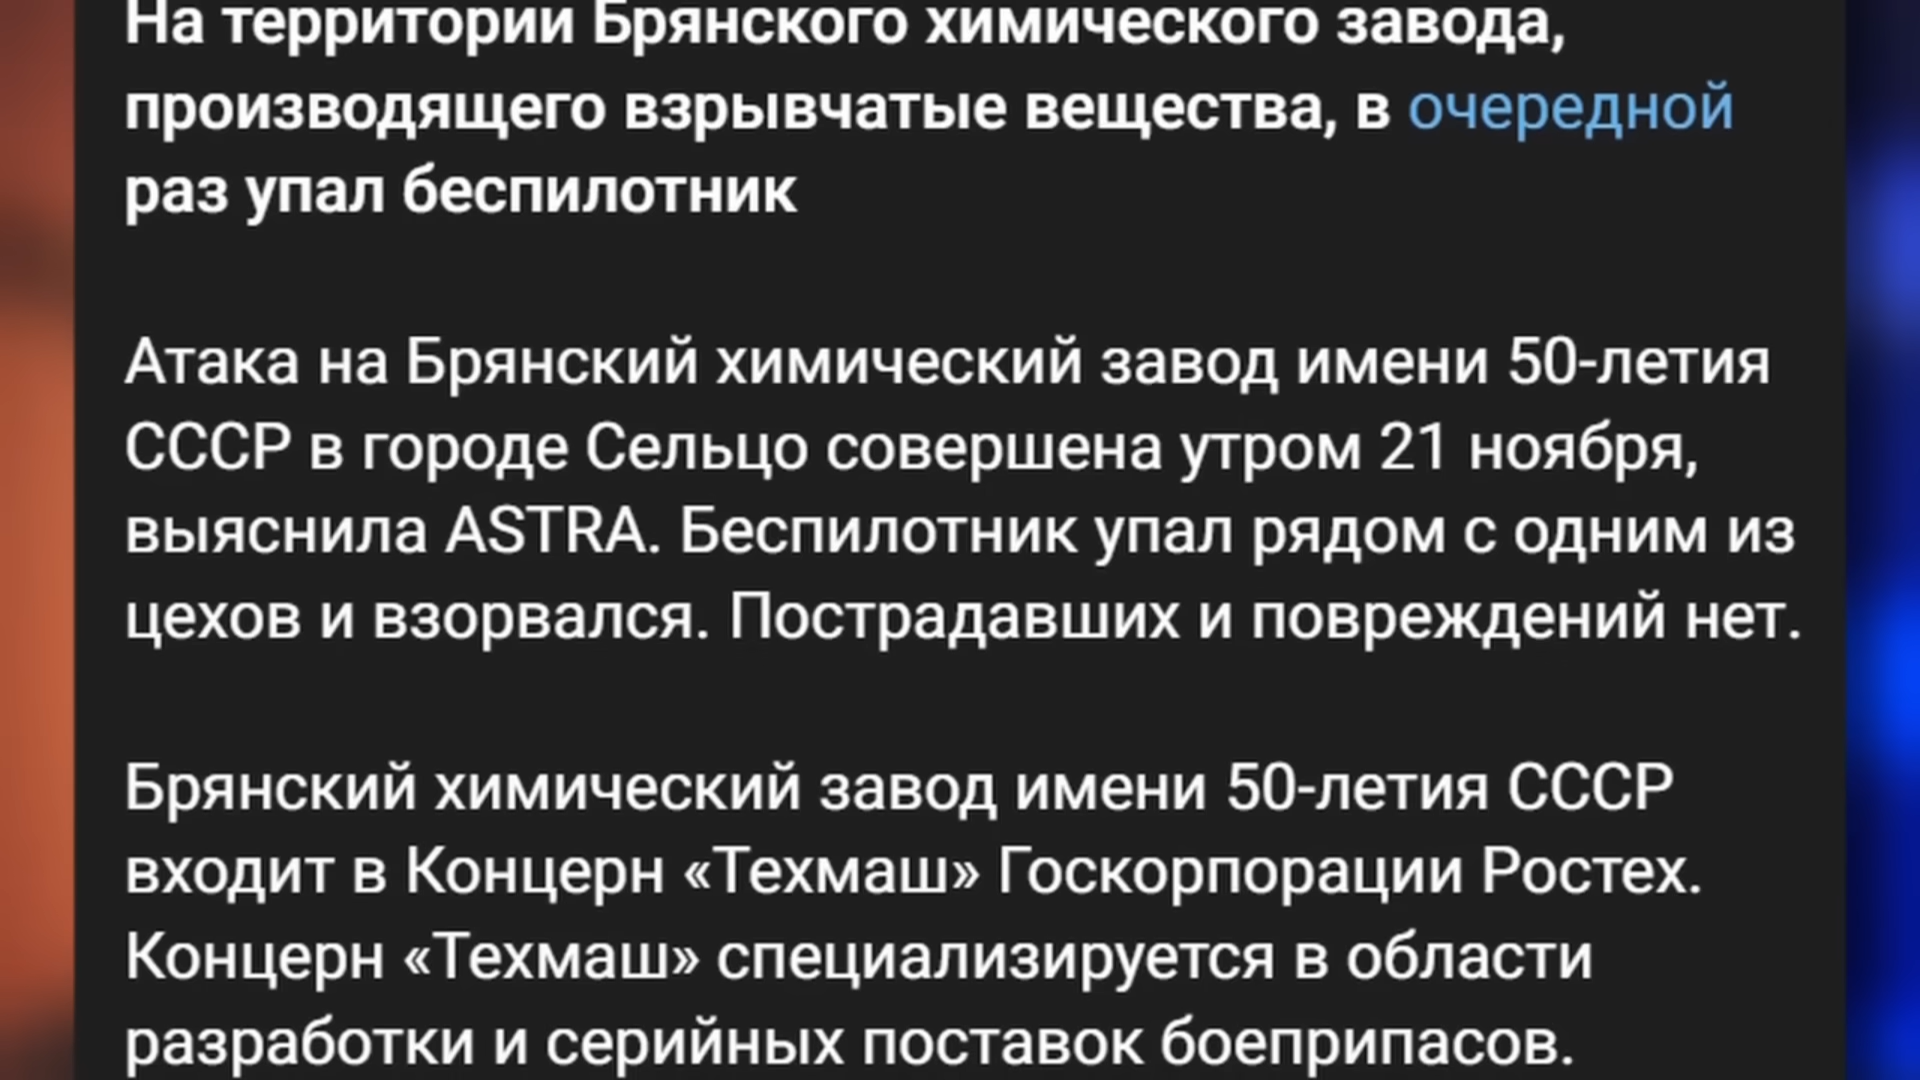 На территории Брянского химического завода,
производящего взрывчатые вещества, в очередной
раз упал беспилотник
Атака на Брянский химический завод имени 50-летия
СССР в городе Сельцо совершена утром 21 ноября,
выяснила ASTRA. Беспилотник упал рядом с одним из
цехов и взорвался. Пострадавших и повреждений нет.
Брянский химический завод имени 50-летия СССР
входит в Концерн «Техмаш» Госкорпорации Ростех.
Концерн «Техмаш» специализируется в области
разработки и серийных поставок боеприпасов.